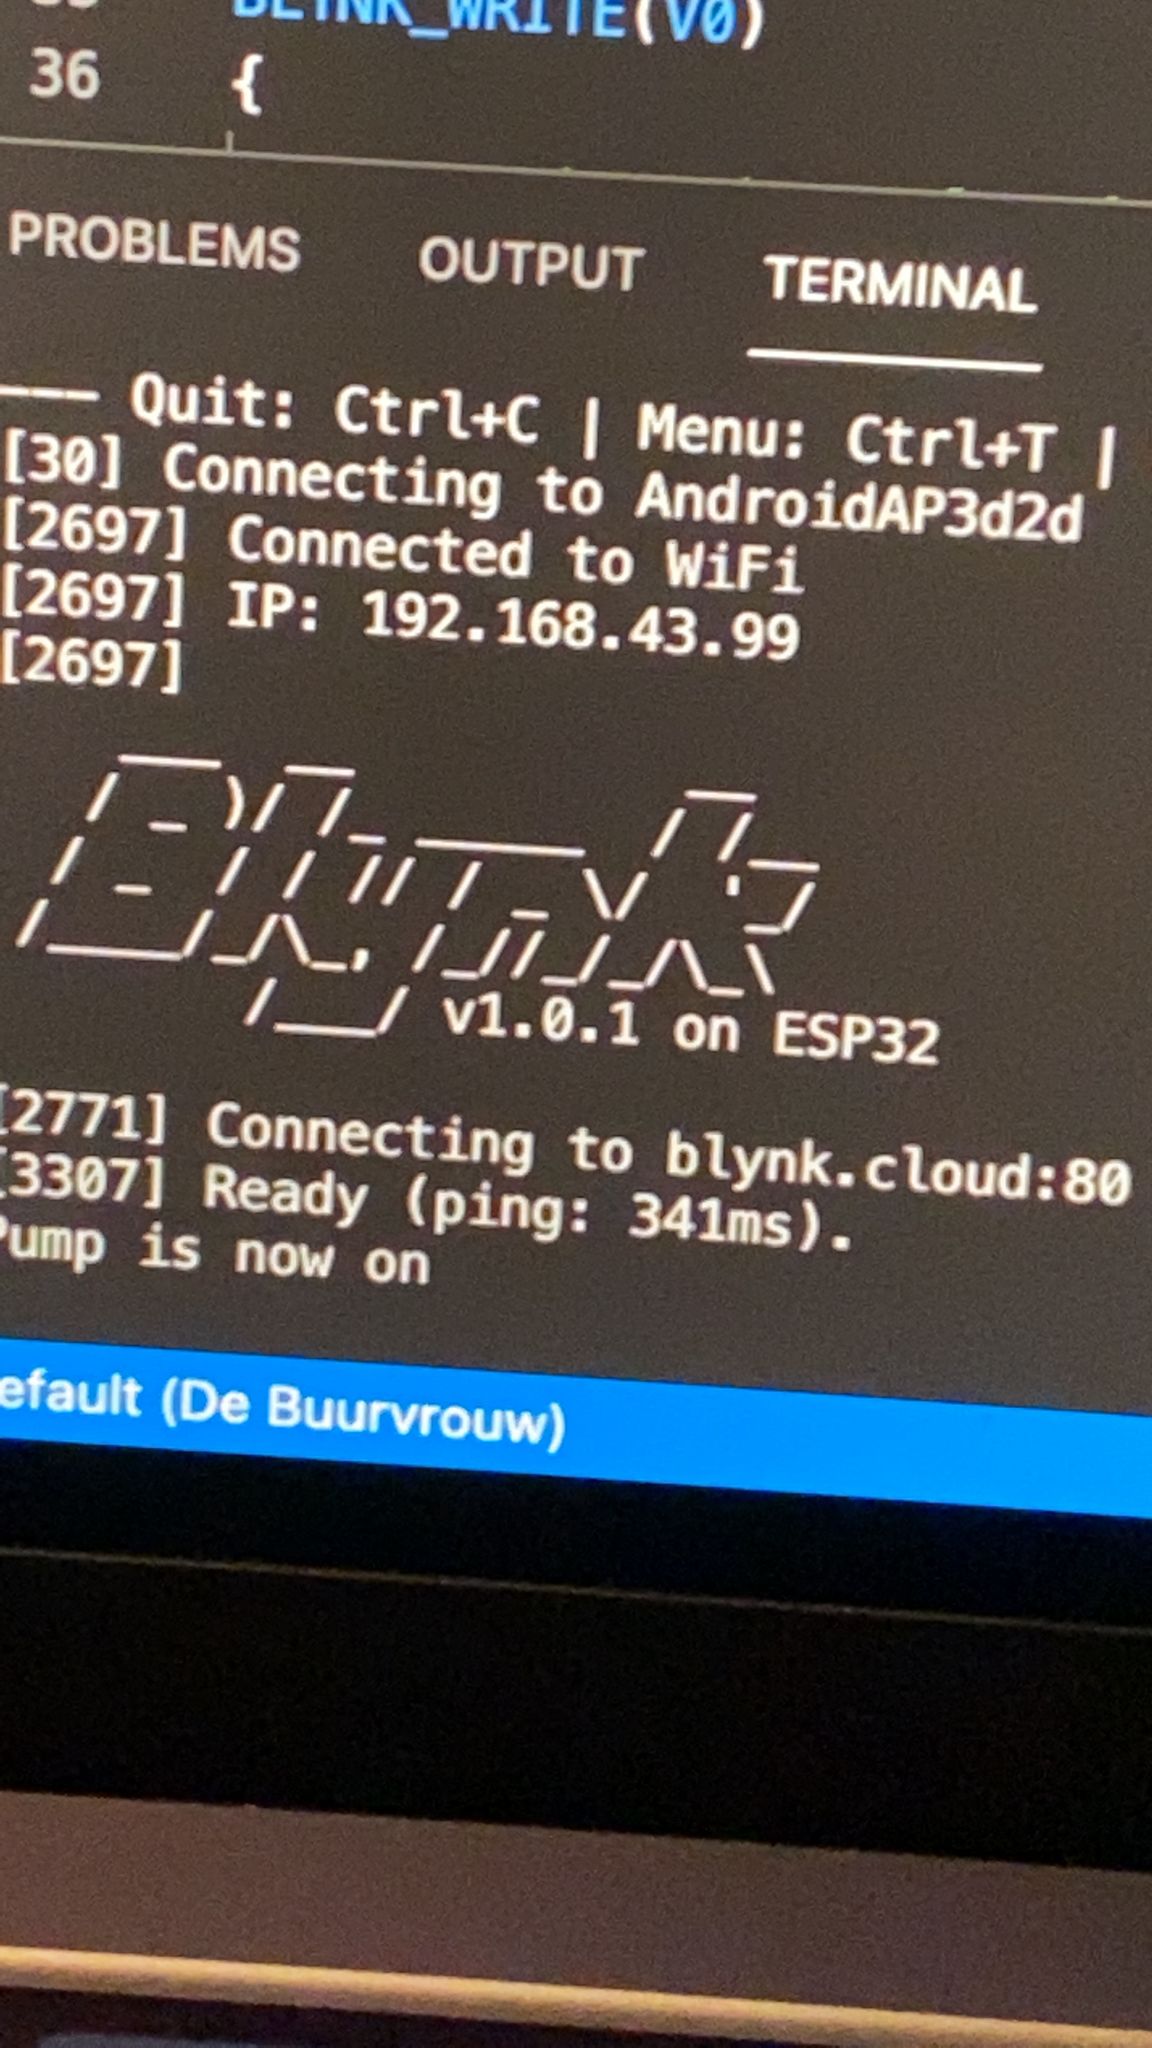 BLYNK_WRITE(V0)
36 {
PROBLEMS OUTPUT TERMINAL
--- Quit: Ctrl+C | Menu: Ctrl+T |
[30] Connecting to AndroidAP3d2d
[2697] Connected to WiFi
[2697] IP: 192.168.43.99
[2697]
Blynk
v1.0.1 on ESP32
[2771] Connecting to blynk.cloud:80
[3307] Ready (ping: 341ms).
Pump is now on
efault (De Buurvrouw)